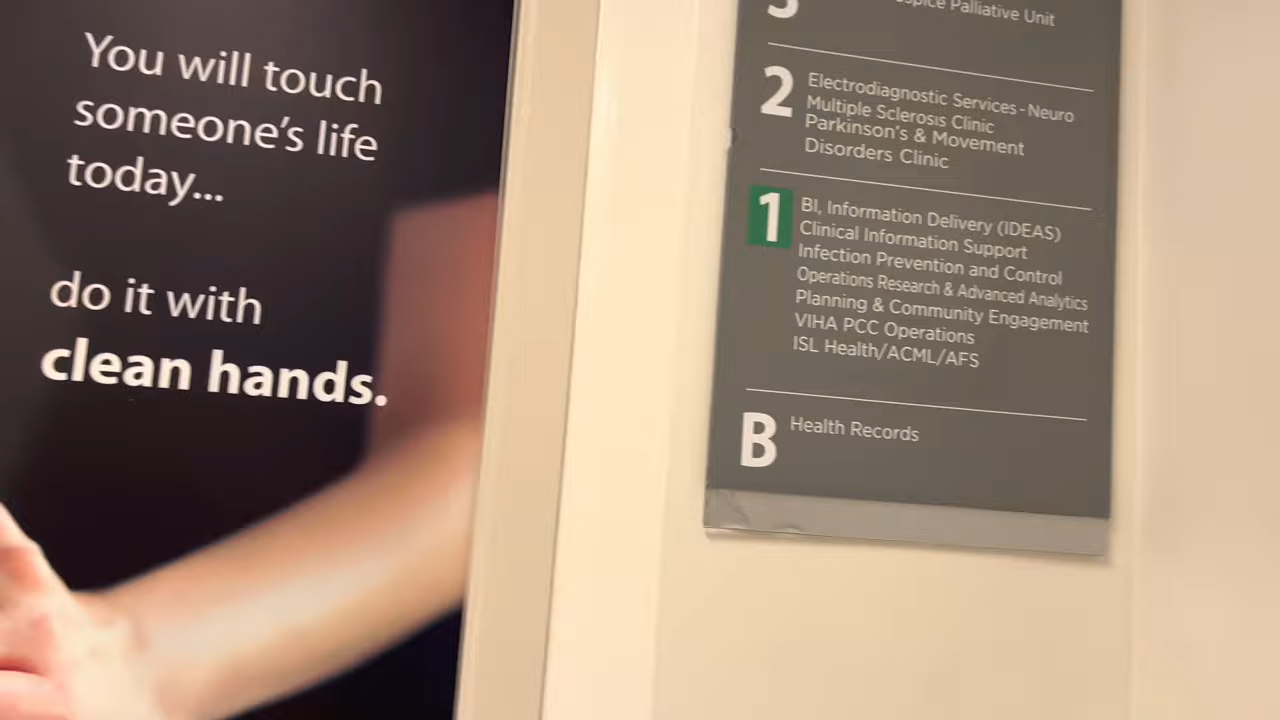 You will touch
someone's life
today...
do it with
clean hands.
Palliative Unit
2
Electrodiagnostic Services - Neuro
Multiple Sclerosis Clinic
Parkinson's & Movement
Disorders Clinic
1
BI, Information Delivery (IDEAS)
Clinical Information Support
Infection Prevention and Control
Operations Research & Advanced Analytics
Planning & Community Engagement
VIHA PCC Operations
ISL Health/ACML/AFS
B
Health Records